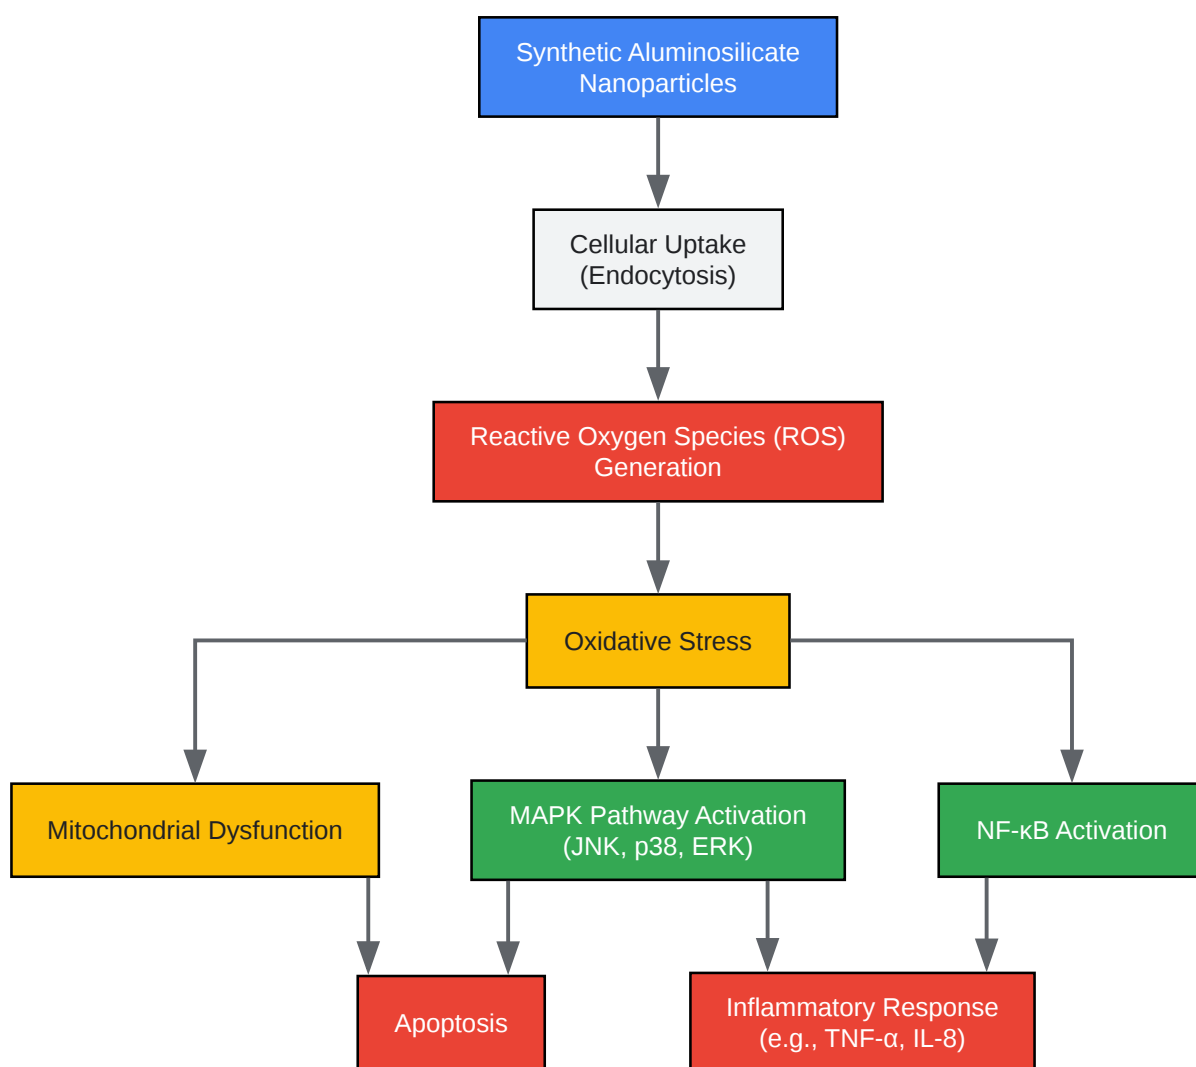 Synthetic Aluminosilicate
Nanoparticles
Cellular Uptake
(Endocytosis)
Reactive Oxygen Species (ROS)
Generation
Oxidative Stress
Mitochondrial Dysfunction
MAPK Pathway Activation
(JNK, p38, ERK)
NF-κB Activation
Apoptosis
Inflammatory Response
(e.g., TNF-α, IL-8)